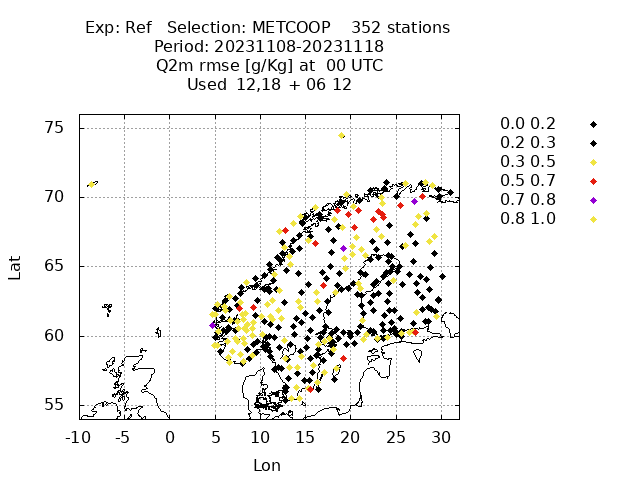 Exp: Ref   Selection: METCOOP    352 stations
Period: 20231108-20231118
Q2m rmse [g/Kg] at  00 UTC
Used  12,18 + 06 12
0.0 0.2
0.2 0.3
0.3 0.5
0.5 0.7
0.7 0.8
0.8 1.0
75
70
65
60
55
Lat
-10 -5 0 5 10 15 20 25 30
Lon